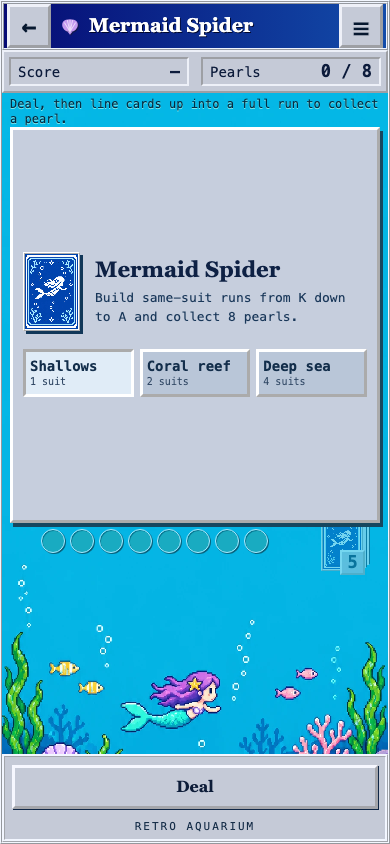 ← Mermaid Spider ≡
Score –
Pearls 0 / 8
Deal, then line cards up into a full run to collect
a pearl.
Mermaid Spider
Build same-suit runs from K down
to A and collect 8 pearls.
Shallows
1 suit
Coral reef
2 suits
Deep sea
4 suits
5
Deal
RETRO AQUARIUM